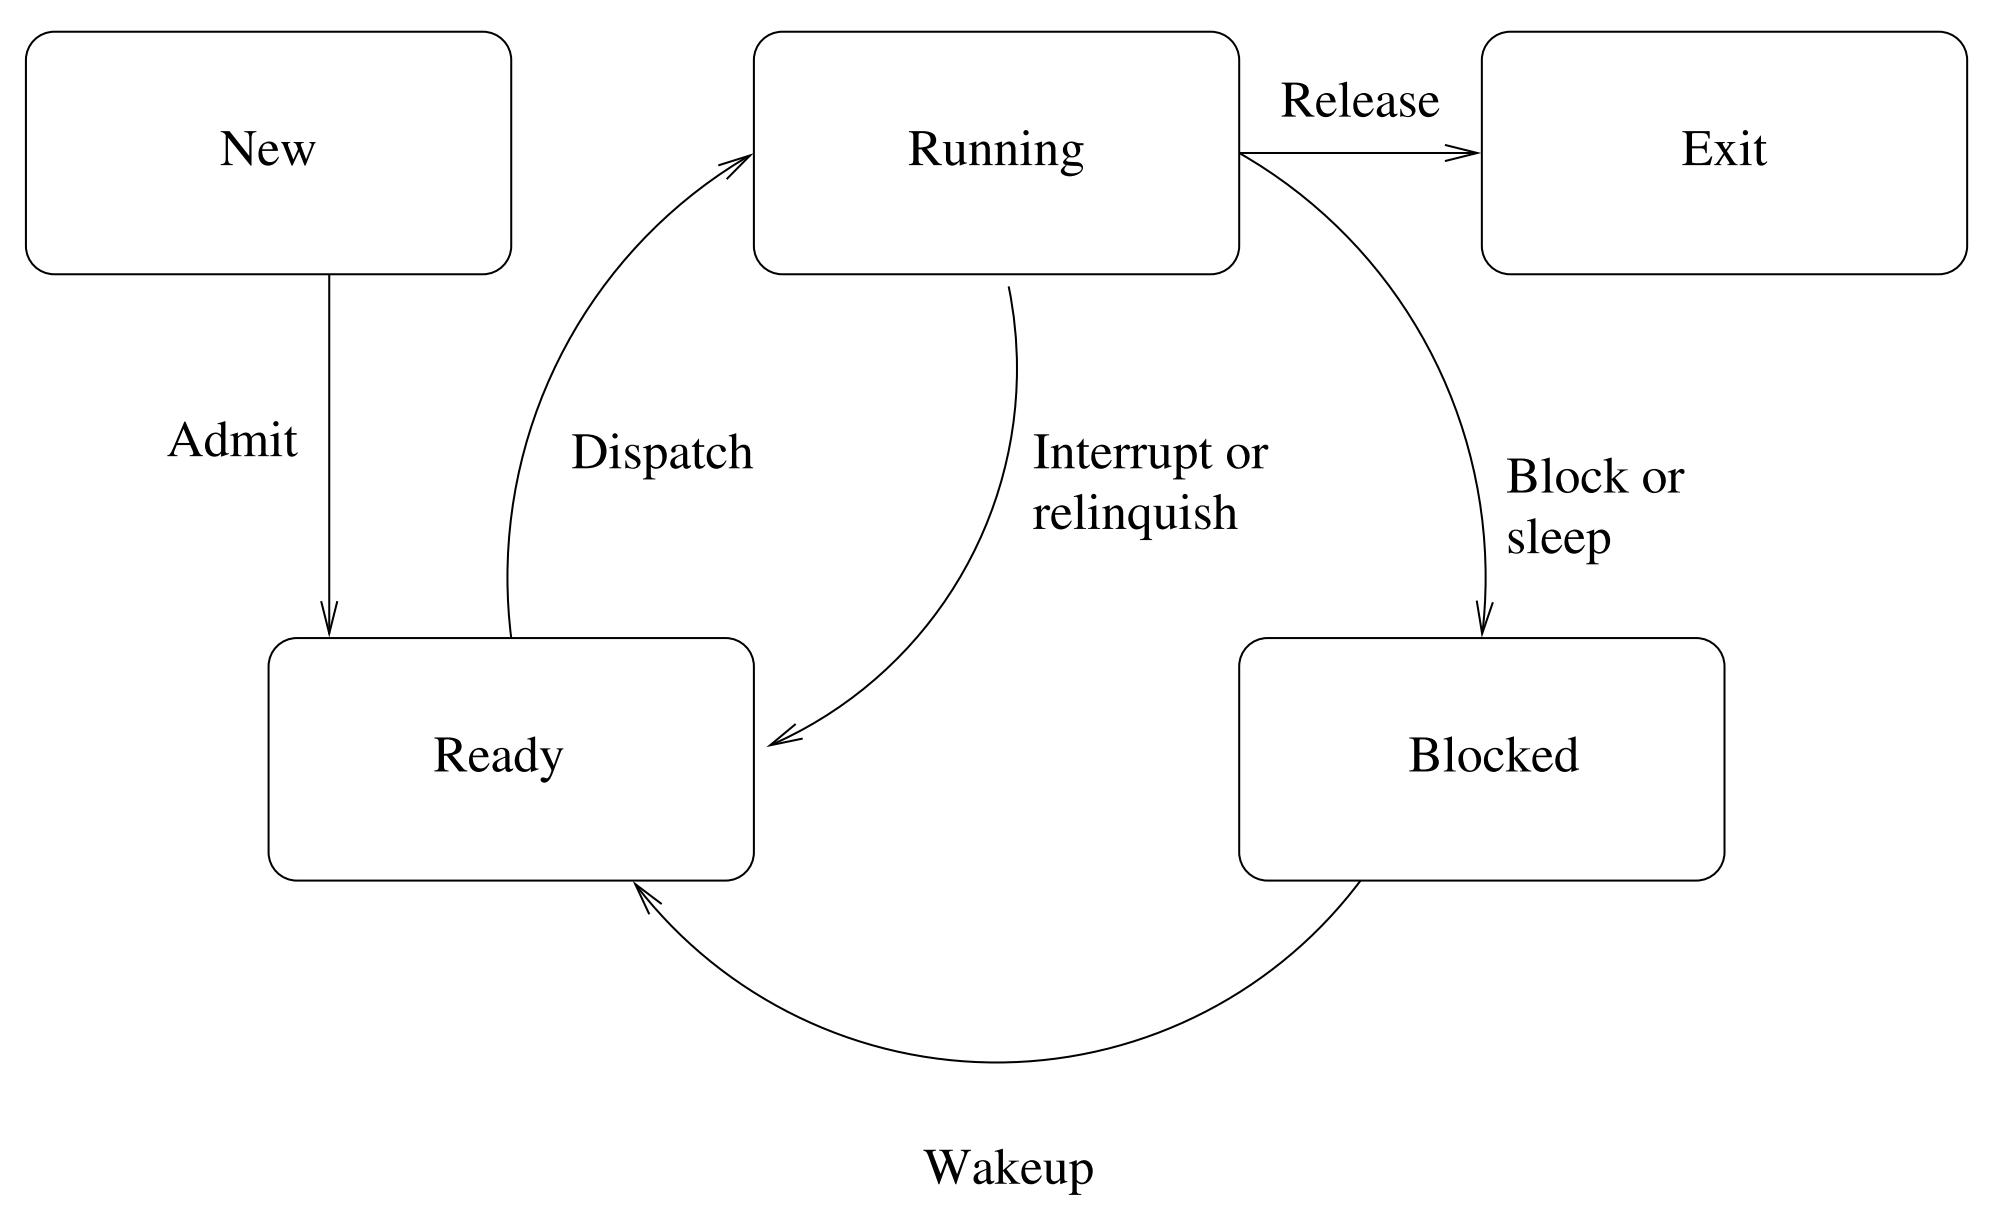 New
Running
Release
Exit
Admit
Dispatch
Interrupt or
relinquish
Block or
sleep
Ready
Blocked
Wakeup